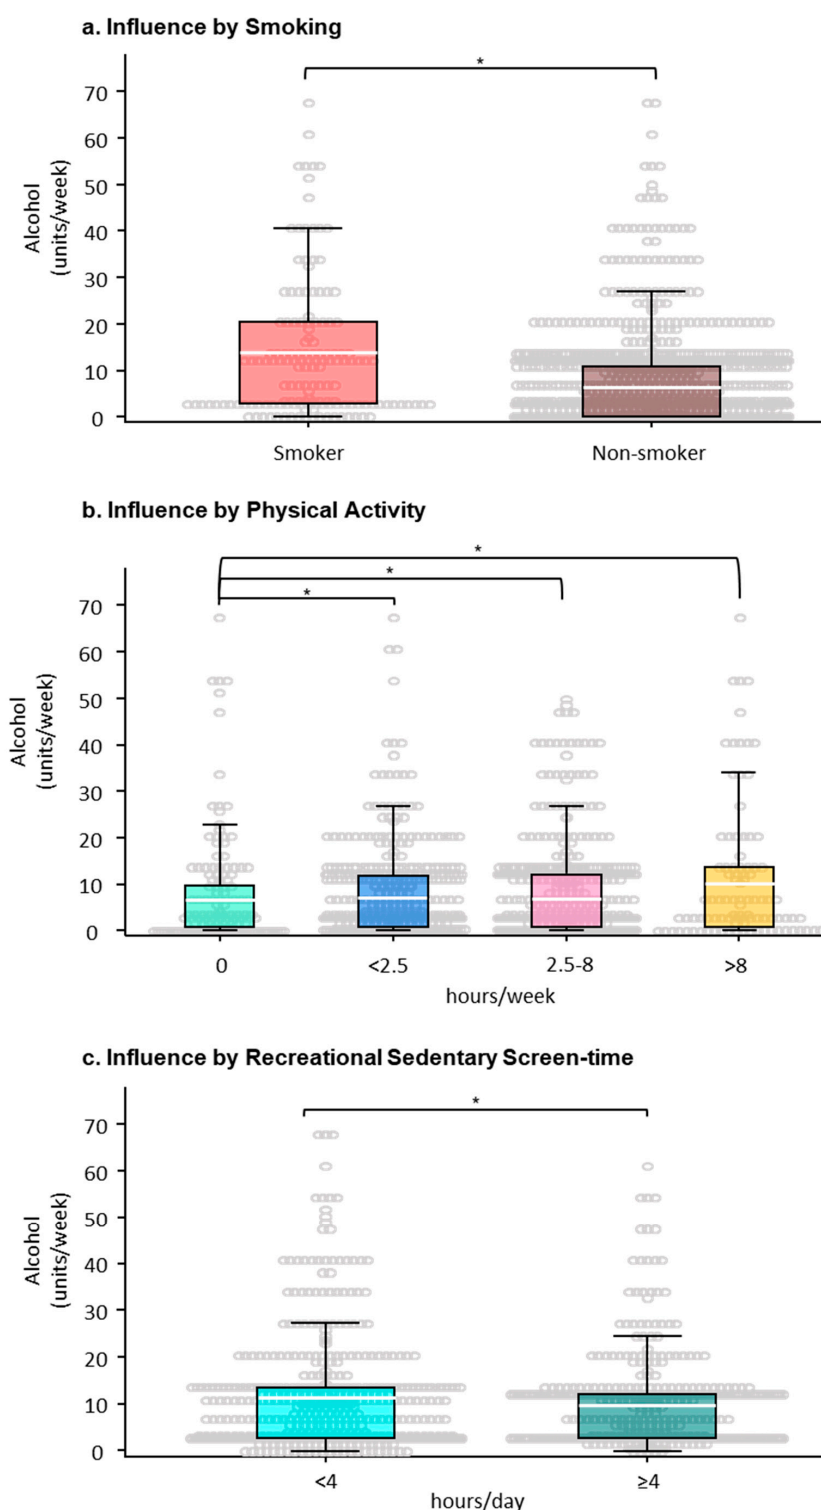 a. Influence by Smoking
*
70
60
50
40
30
20
10
0
Alcohol
(units/week)
Smoker Non-smoker
b. Influence by Physical Activity
*
*
*
70
60
50
40
30
20
10
0
Alcohol
(units/week)
0 <2.5 2.5-8 >8
hours/week
c. Influence by Recreational Sedentary Screen-time
*
70
60
50
40
30
20
10
0
Alcohol
(units/week)
<4 ≥4
hours/day